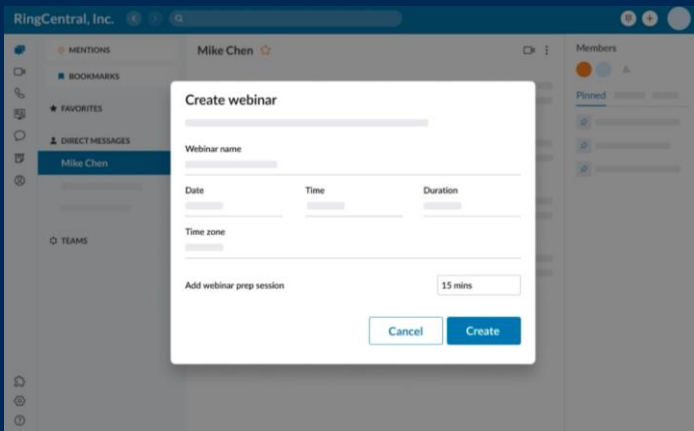 RingCentral, Inc.
MENTIONS
BOOKMARKS
FAVORITES
DIRECT MESSAGES
Mike Chen
TEAMS
Mike Chen
Create webinar
Webinar name
Date Time Duration
Time zone
Add webinar prep session 15 mins
Cancel Create
Members
Pinned